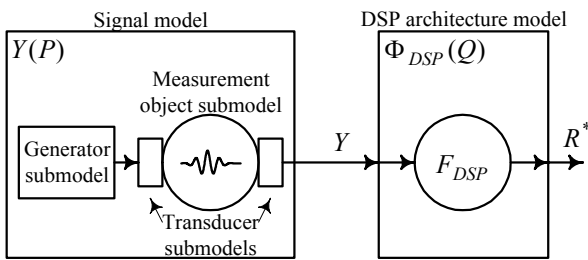 Signal model
DSP architecture model
Y(P)
Φ_DSP(Q)
Measurement
object submodel
Generator
submodel
Y
F_DSP
R*
Transducer
submodels